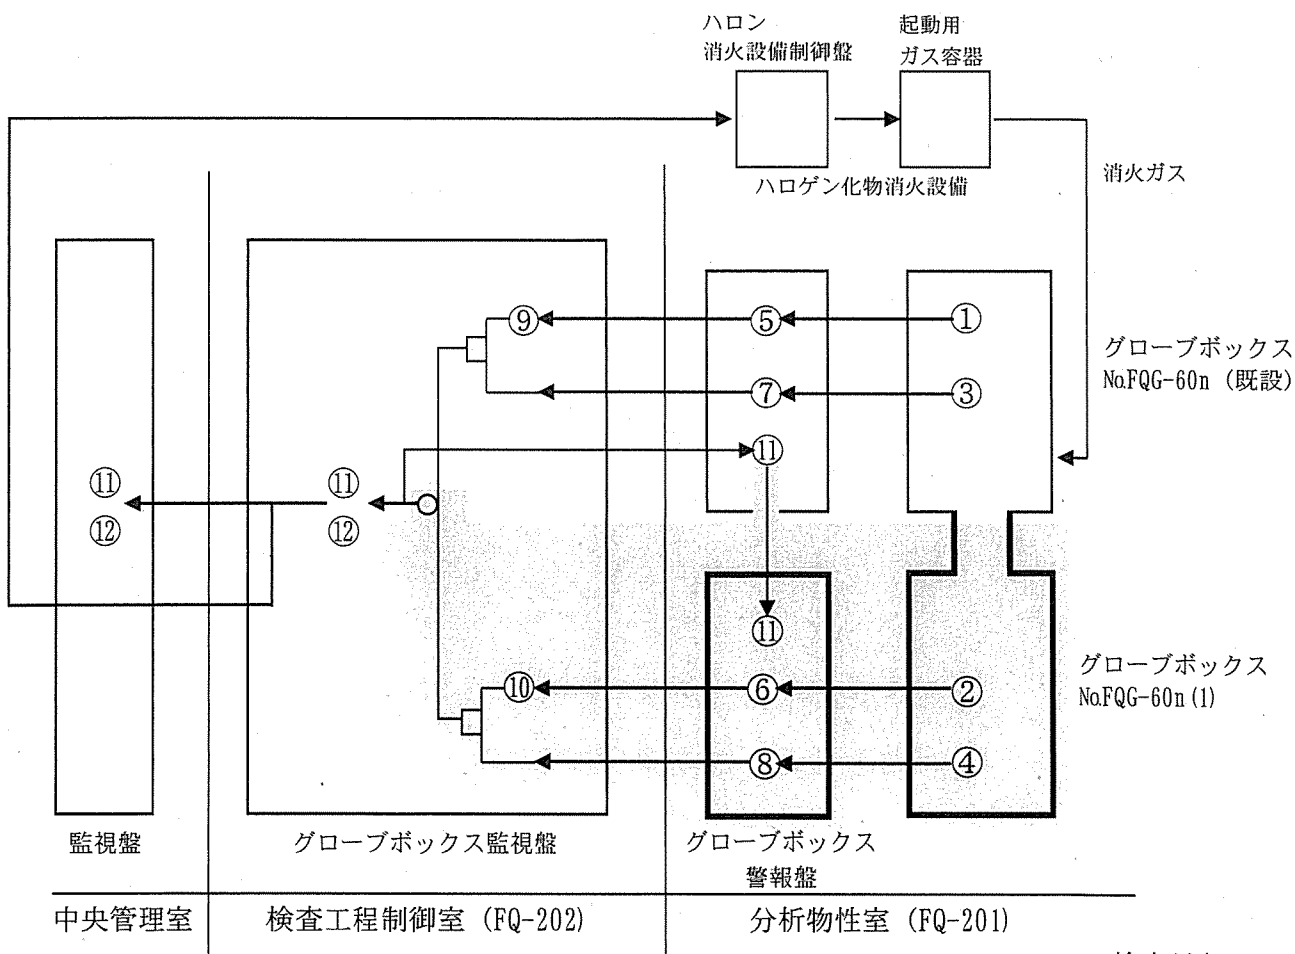 ハロン
消火設備制御盤
起動用
ガス容器
ハロゲン化物消火設備
消火ガス
⑨
⑤
①
⑦
③
グローブボックス
No.FQG-60n (既設)
⑪
⑪
⑫
⑪
⑫
⑪
⑩
⑥
②
⑧
④
グローブボックス
No.FQG-60n(1)
監視盤
グローブボックス監視盤
グローブボックス
警報盤
中央管理室
検査工程制御室 (FQ-202)
分析物性室 (FQ-201)